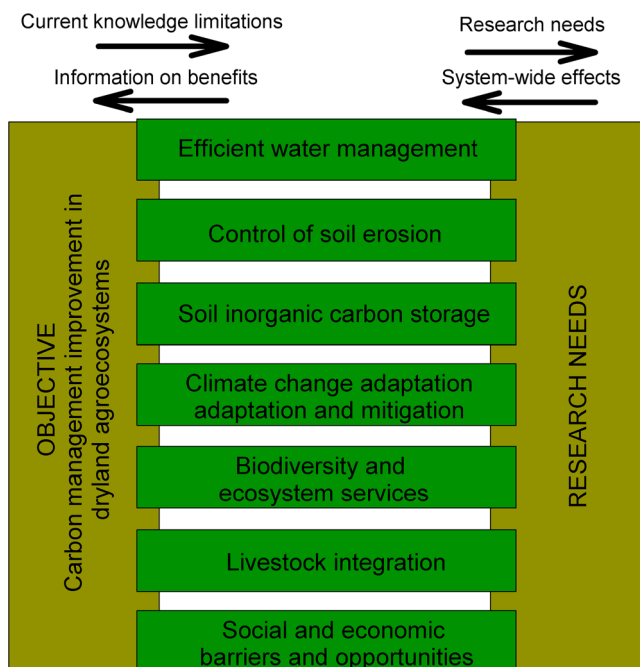 Current knowledge limitations
Information on benefits
Research needs
System-wide effects
OBJECTIVE
Carbon management improvement in
dryland agroecosystems
Efficient water management
Control of soil erosion
Soil inorganic carbon storage
Climate change adaptation
adaptation and mitigation
Biodiversity and
ecosystem services
Livestock integration
Social and economic
barriers and opportunities
RESEARCH NEEDS